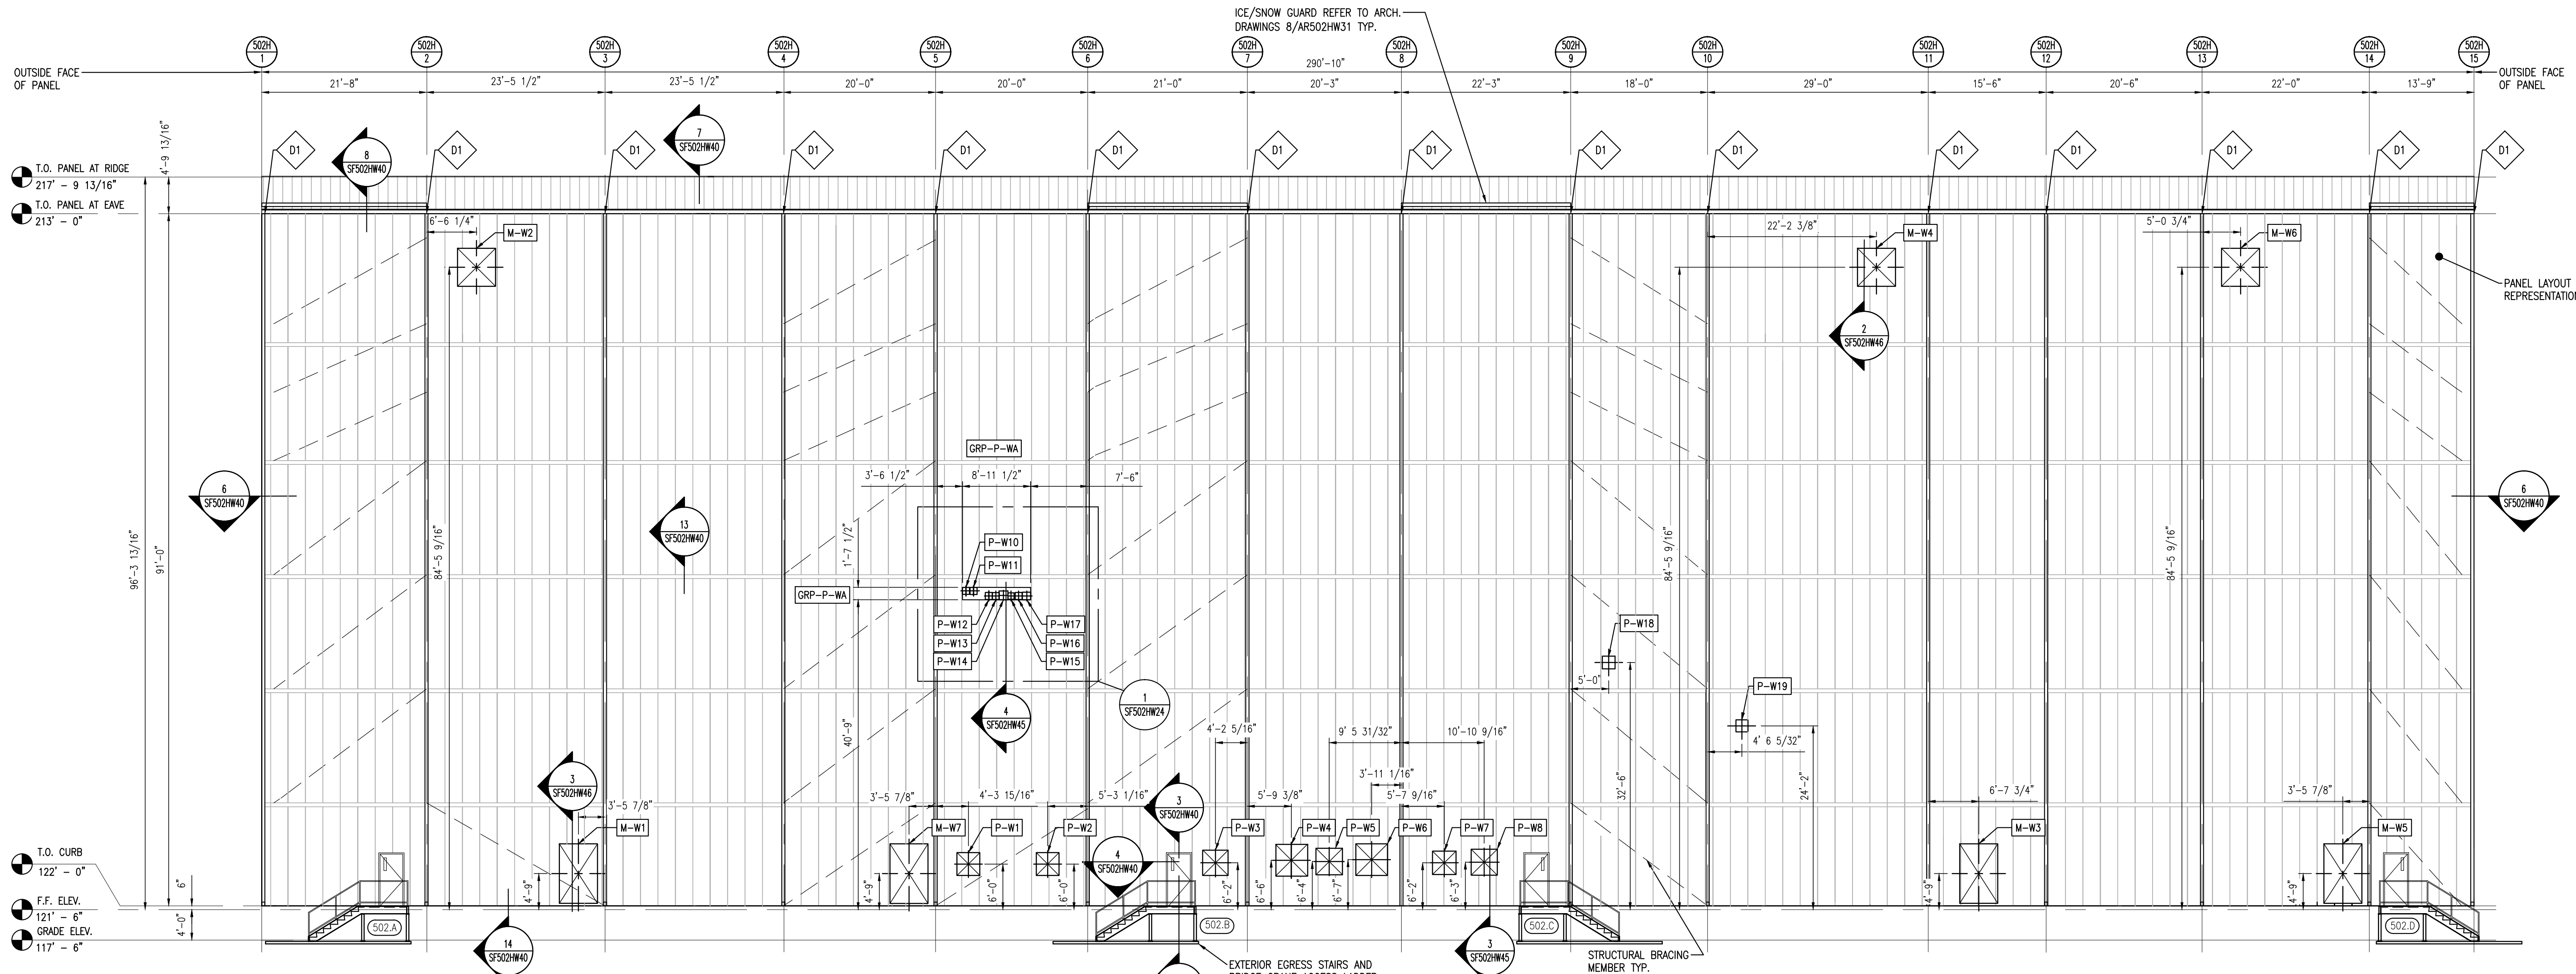 ICE/SNOW GUARD REFER TO ARCH.
DRAWINGS 8/AR502HW31 TYP.
502H
1
502H
2
502H
3
502H
4
502H
5
502H
6
502H
7
502H
8
502H
9
502H
10
502H
11
502H
12
502H
13
502H
14
502H
15
OUTSIDE FACE
OF PANEL
290'-10"
OUTSIDE FACE
OF PANEL
21'-8"
23'-5 1/2"
23'-5 1/2"
20'-0"
20'-0"
21'-0"
20'-3"
22'-3"
18'-0"
29'-0"
15'-6"
20'-6"
22'-0"
13'-9"
4'-9 13/16"
D1
8
SF502HW40
D1
D1
7
SF502HW40
D1
D1
D1
D1
D1
D1
D1
D1
D1
D1
D1
D1
T.O. PANEL AT RIDGE
217' - 9 13/16"
T.O. PANEL AT EAVE
213' - 0"
6'-6 1/4"
M-W2
22'-2 3/8"
M-W4
5'-0 3/4"
M-W6
PANEL LAYOUT
2
SF502HW46
GRP-P-WA
3'-6 1/2"
8'-11 1/2"
7'-6"
6
SF502HW40
6
SF502HW40
13
SF502HW40
96'-3 13/16"
91'-0"
84'-5 9/16"
1'-7 1/2"
84'-5 9/16"
84'-5 9/16"
P-W10
P-W11
GRP-P-WA
P-W12
P-W17
P-W13
P-W16
P-W14
P-W15
P-W18
5'-0"
P-W19
1
SF502HW24
4
SF502HW45
40'-9"
4'-2 5/16"
9' 5 31/32"
10'-10 9/16"
4' 6 5/32"
32'-6"
24'-2"
3
SF502HW46
3'-5 7/8"
3'-5 7/8"
4'-3 15/16"
5'-3 1/16"
3
SF502HW40
5'-9 3/8"
3'-11 1/16"
5'-7 9/16"
6'-7 3/4"
3'-5 7/8"
M-W1
M-W7
P-W1
P-W2
P-W3
P-W4
P-W5
P-W6
P-W7
P-W8
M-W3
M-W5
4
SF502HW40
T.O. CURB
122' - 0"
F.F. ELEV.
121' - 6"
GRADE ELEV.
117' - 6"
6"
4'-0"
4'-9"
4'-9"
6'-0"
6'-0"
6'-2"
6'-6"
6'-4"
6'-7"
6'-2"
6'-3"
4'-9"
4'-9"
502.A
502.B
502.C
502.D
14
SF502HW40
3
SF502HW45
EXTERIOR EGRESS STAIRS AND
STRUCTURAL BRACING
MEMBER TYP.